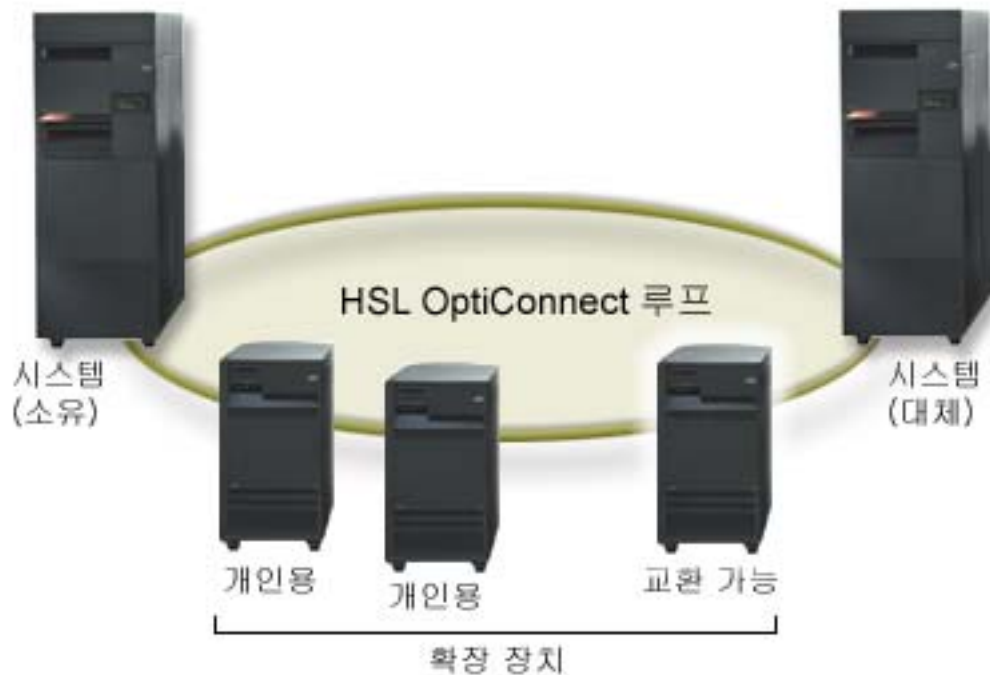 HSL OptiConnect 루프
시스템
(소유)
시스템
(대체)
개인용
개인용
교환 가능
확장 장치